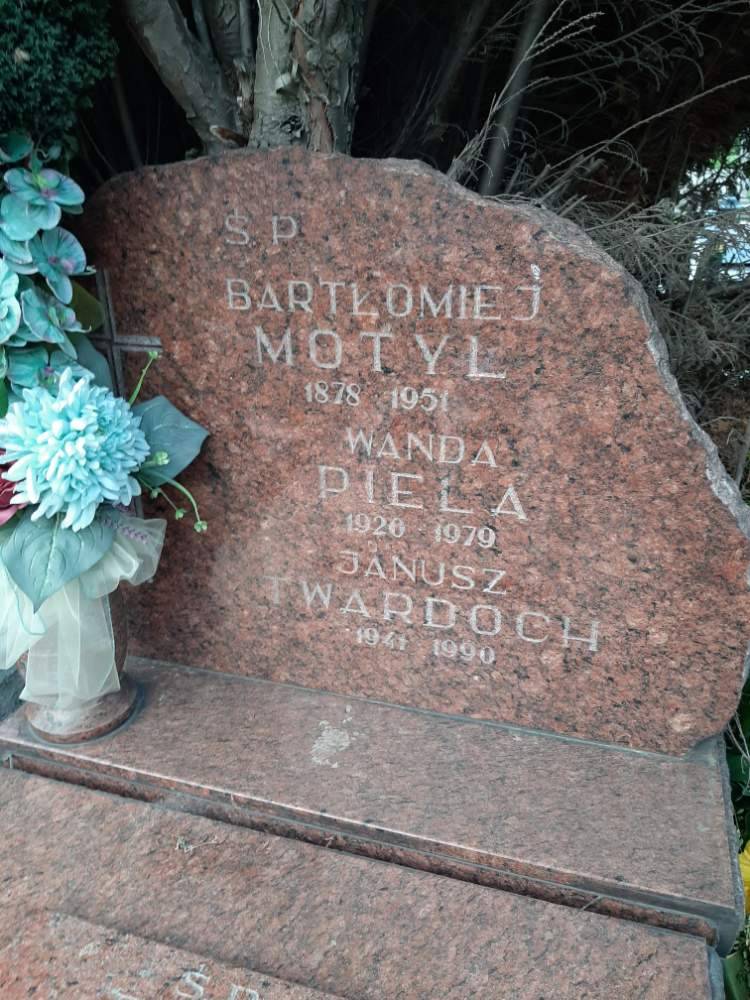 Ś. P.
BARTŁOMIEJ
MOTYL
1878 1951
WANDA
PIELA
1920 1979
JANUSZ
TWARDOCH
1941 1990
Ś P